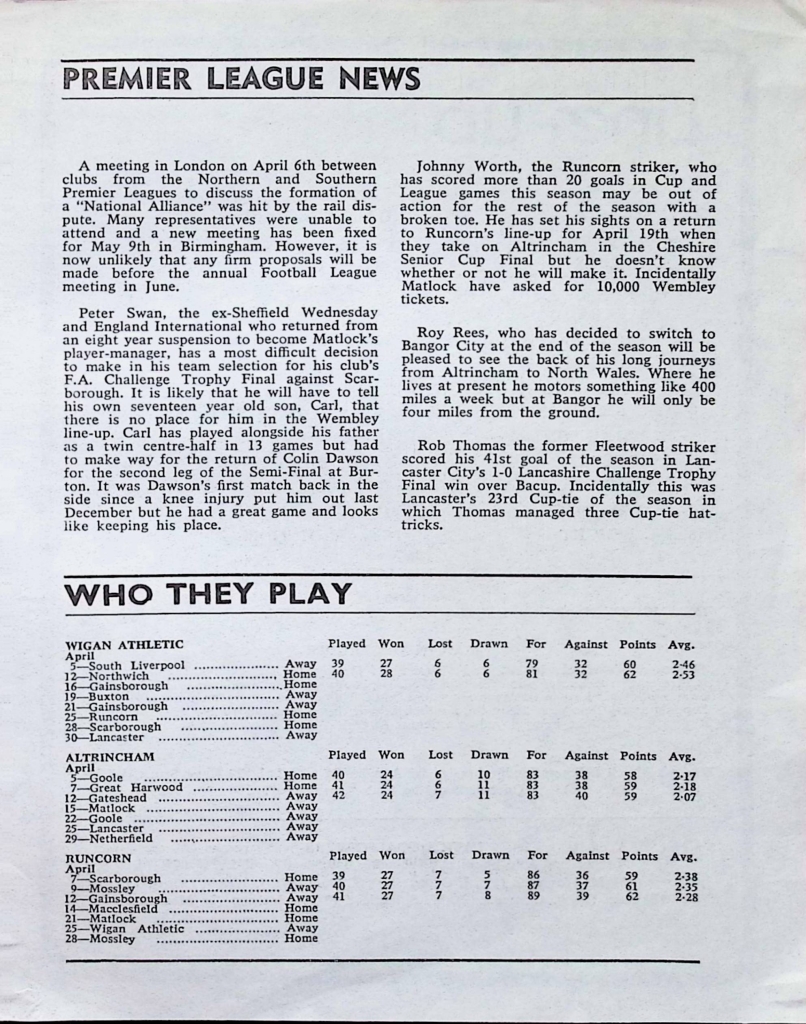 PREMIER LEAGUE NEWS
A meeting in London on April 6th between
clubs from the Northern and Southern
Premier Leagues to discuss the formation of
a "National Alliance" was hit by the rail dis-
pute. Many representatives were unable to
attend and a new meeting has been fixed
for May 9th in Birmingham. However, it is
now unlikely that any firm proposals will be
made before the annual Football League
meeting in June.
Peter Swan, the ex-Sheffield Wednesday
and England International who returned from
an eight year suspension to become Matlock's
player-manager, has a most difficult decision
to make in his team selection for his club's
F.A. Challenge Trophy Final against Scar-
borough. It is likely that he will have to tell
his own seventeen year old son, Carl, that
there is no place for him in the Wembley
line-up. Carl has played alongside his father
as a twin centre-half in 13 games but had
to make way for the return of Colin Dawson
for the second leg of the Semi-Final at Bur-
ton. It was Dawson's first match back in the
side since a knee injury put him out last
December but he had a great game and looks
like keeping his place.
Johnny Worth, the Runcorn striker, who
has scored more than 20 goals in Cup and
League games this season may be out of
action for the rest of the season with a
broken toe. He has set his sights on a return
to Runcorn's line-up for April 19th when
they take on Altrincham in the Cheshire
Senior Cup Final but he doesn't know
whether or not he will make it. Incidentally
Matlock have asked for 10,000 Wembley
tickets.
Roy Rees, who has decided to switch to
Bangor City at the end of the season will be
pleased to see the back of his long journeys
from Altrincham to North Wales. Where he
lives at present he motors something like 400
miles a week but at Bangor he will only be
four miles from the ground.
Rob Thomas the former Fleetwood striker
scored his 41st goal of the season in Lan-
caster City's 1-0 Lancashire Challenge Trophy
Final win over Bacup. Incidentally this was
Lancaster's 23rd Cup-tie of the season in
which Thomas managed three Cup-tie hat-
tricks.
WHO THEY PLAY
WIGAN ATHLETIC Played Won Lost Drawn For Against Points Avg.
April
5—South Liverpool ..................... Away 39 27 6 6 79 32 60 2·46
12—Northwich ........................... Home 40 28 6 6 81 32 62 2·53
16—Gainsborough ....................... Home
19—Buxton ................................. Away
21—Gainsborough ....................... Away
25—Runcorn .............................. Home
28—Scarborough ........................ Home
30—Lancaster .............................. Away
ALTRINCHAM Played Won Lost Drawn For Against Points Avg.
April
5—Goole ................................. Home 40 24 6 10 83 38 58 2·17
7—Great Harwood ..................... Home 41 24 6 11 83 38 59 2·18
12—Gateshead ........................... Away 42 24 7 11 83 40 59 2·07
15—Matlock .............................. Away
22—Goole ................................. Away
25—Lancaster ........................... Away
29—Netherfield ........................... Away
RUNCORN Played Won Lost Drawn For Against Points Avg.
April
7—Scarborough ........................ Home 39 27 7 5 86 36 59 2·38
9—Mossley .............................. Away 40 27 7 7 87 37 61 2·35
12—Gainsborough ..................... Away 41 27 7 8 89 39 62 2·28
14—Macclesfield ........................ Home
21—Matlock .............................. Home
25—Wigan Athletic ..................... Away
28—Mossley .............................. Home